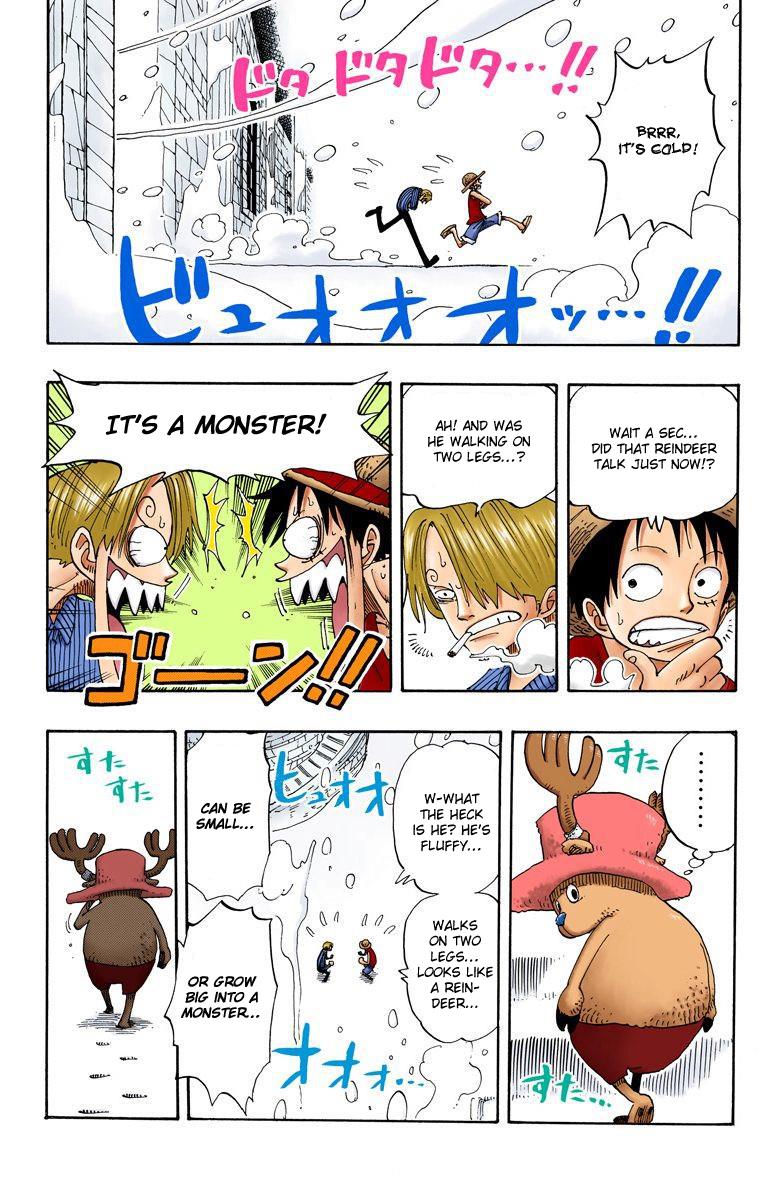 ドタドタドタ…!!
BRRR,
IT'S COLD!
ビュオオオオッ…!!
WAIT A SEC...
DID THAT REINDEER
TALK JUST NOW!?
AH! AND WAS
HE WALKING ON
TWO LEGS...?
IT'S A MONSTER!
ゴーン!!
........
すた
すた...
W-WHAT
THE HECK
IS HE? HE'S
FLUFFY...
WALKS
ON TWO
LEGS...
LOOKS LIKE
A REIN-
DEER...
ヒュオオ
オオォ...
CAN BE
SMALL...
OR GROW
BIG INTO A
MONSTER...
すた
すた